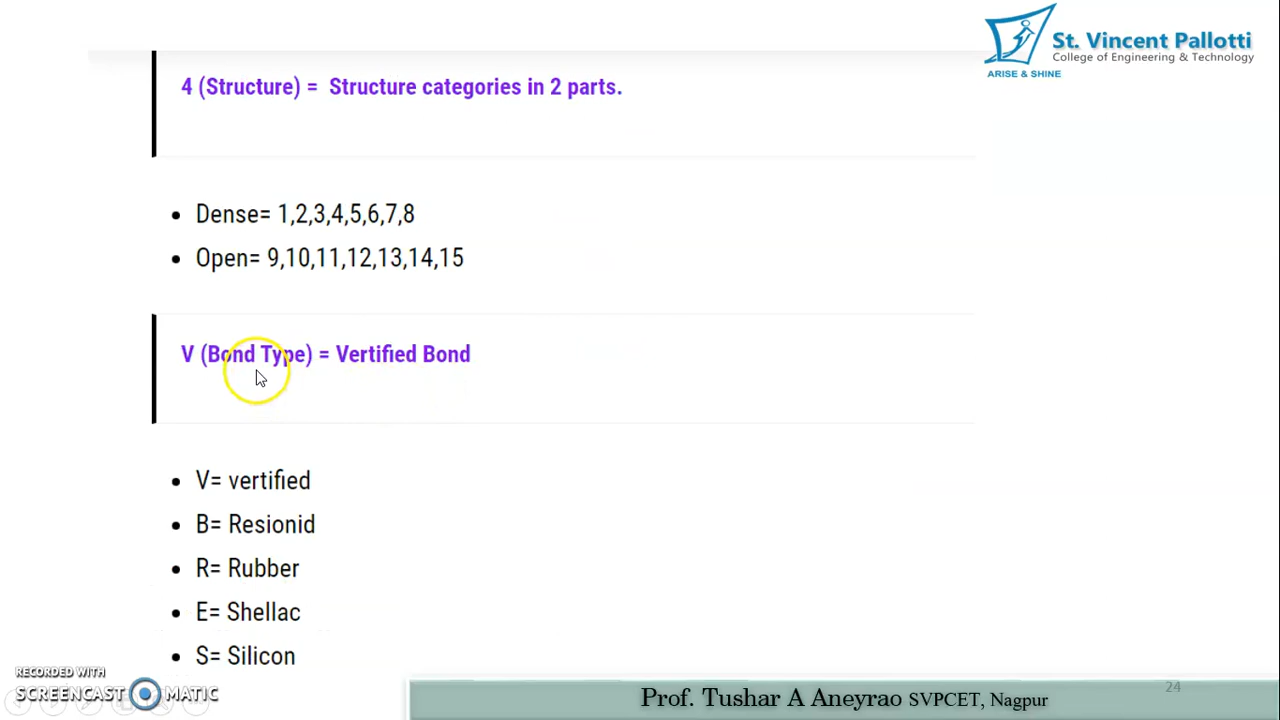 St. Vincent Pallotti
College of Engineering & Technology
ARISE & SHINE
4 (Structure) = Structure categories in 2 parts.
• Dense= 1,2,3,4,5,6,7,8
• Open= 9,10,11,12,13,14,15
V (Bond Type) = Vertified Bond
• V= vertified
• B= Resionid
• R= Rubber
• E= Shellac
• S= Silicon
RECORDED WITH
SCREENCAST MATIC
24
Prof. Tushar A Aneyrao SVPCET, Nagpur